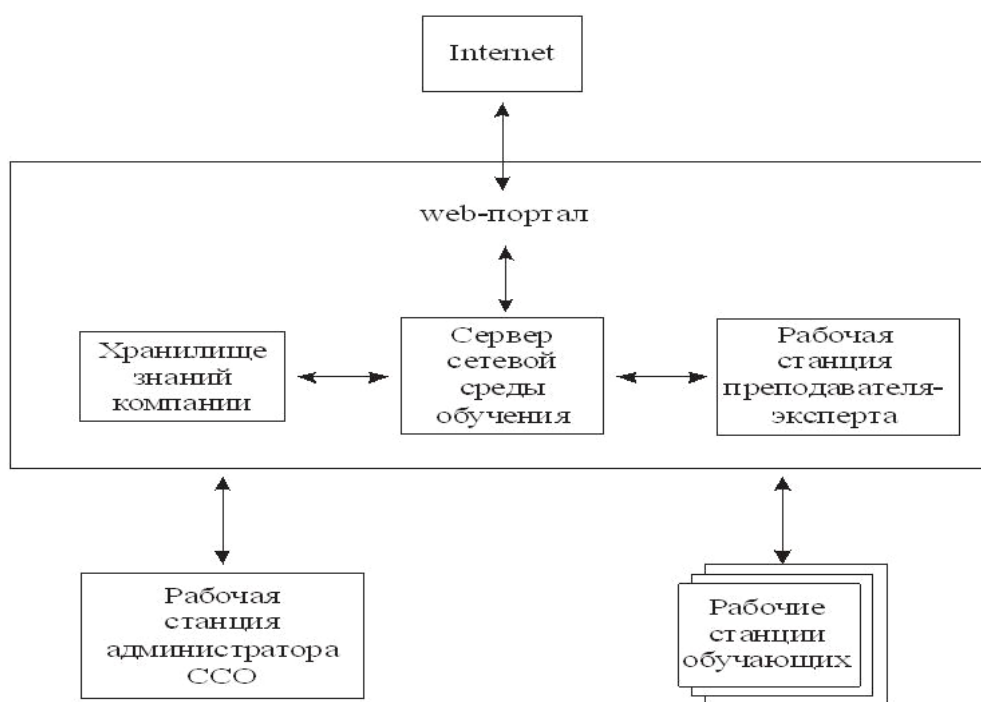 Internet
web-портал
Хранилище
знаний
компании
Сервер
сетевой
среды
обучения
Рабочая
станция
преподавателя-
эксперта
Рабочая
станция
администратора
ССО
Рабочие
станции
обучающих